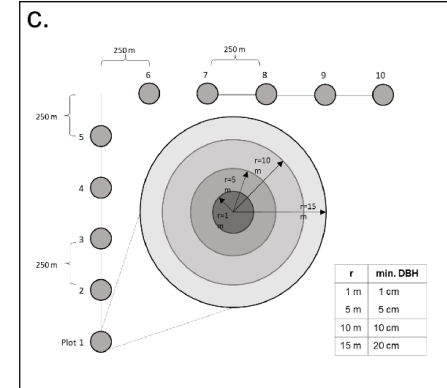 C.
250 m
250 m
6
7
8
9
10
250 m
5
4
3
250 m
2
Plot 1
r=10
m
r=5
m
r=15
m
r=1
m
r min. DBH
1 m 1 cm
5 m 5 cm
10 m 10 cm
15 m 20 cm